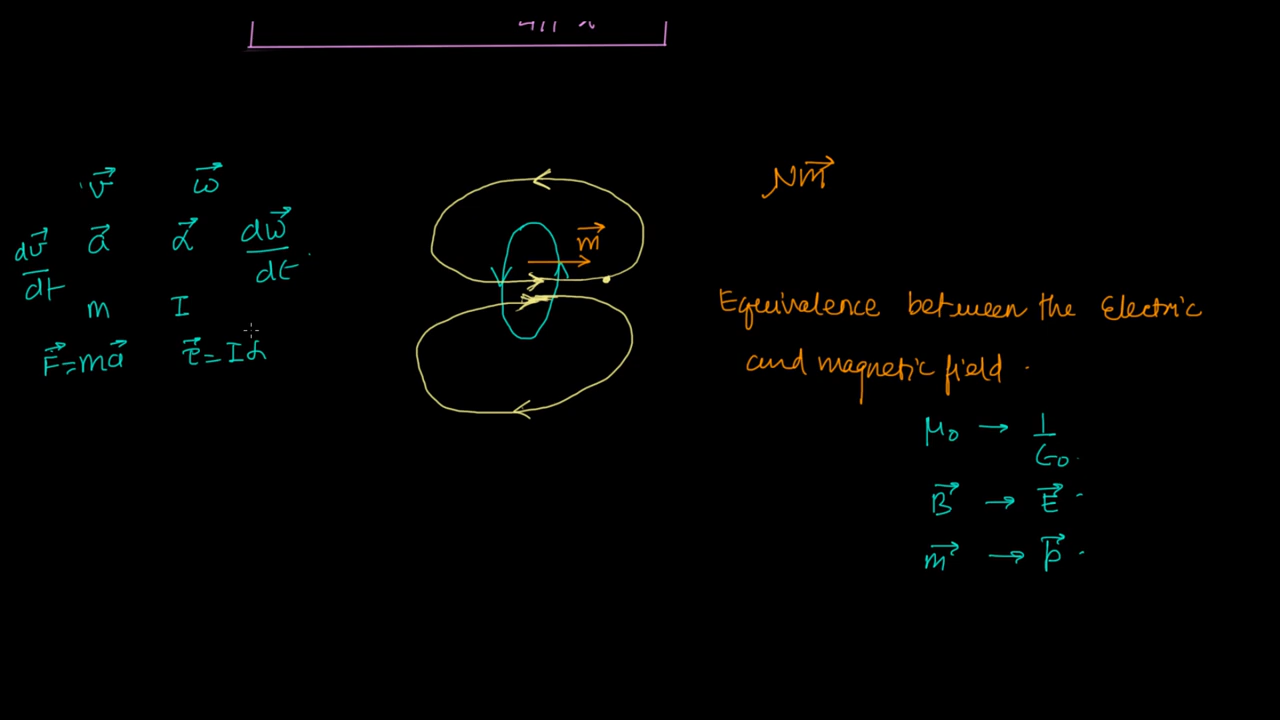 v⃗ ω⃗
dv⃗/dt a⃗ α⃗ dω⃗/dt
m I
F⃗=ma⃗ τ⃗=Iα⃗
m⃗
Nm⃗
Equivalence between the Electric
and magnetic field.
μ₀ → 1/ϵ₀
B⃗ → E⃗
m⃗ → p⃗